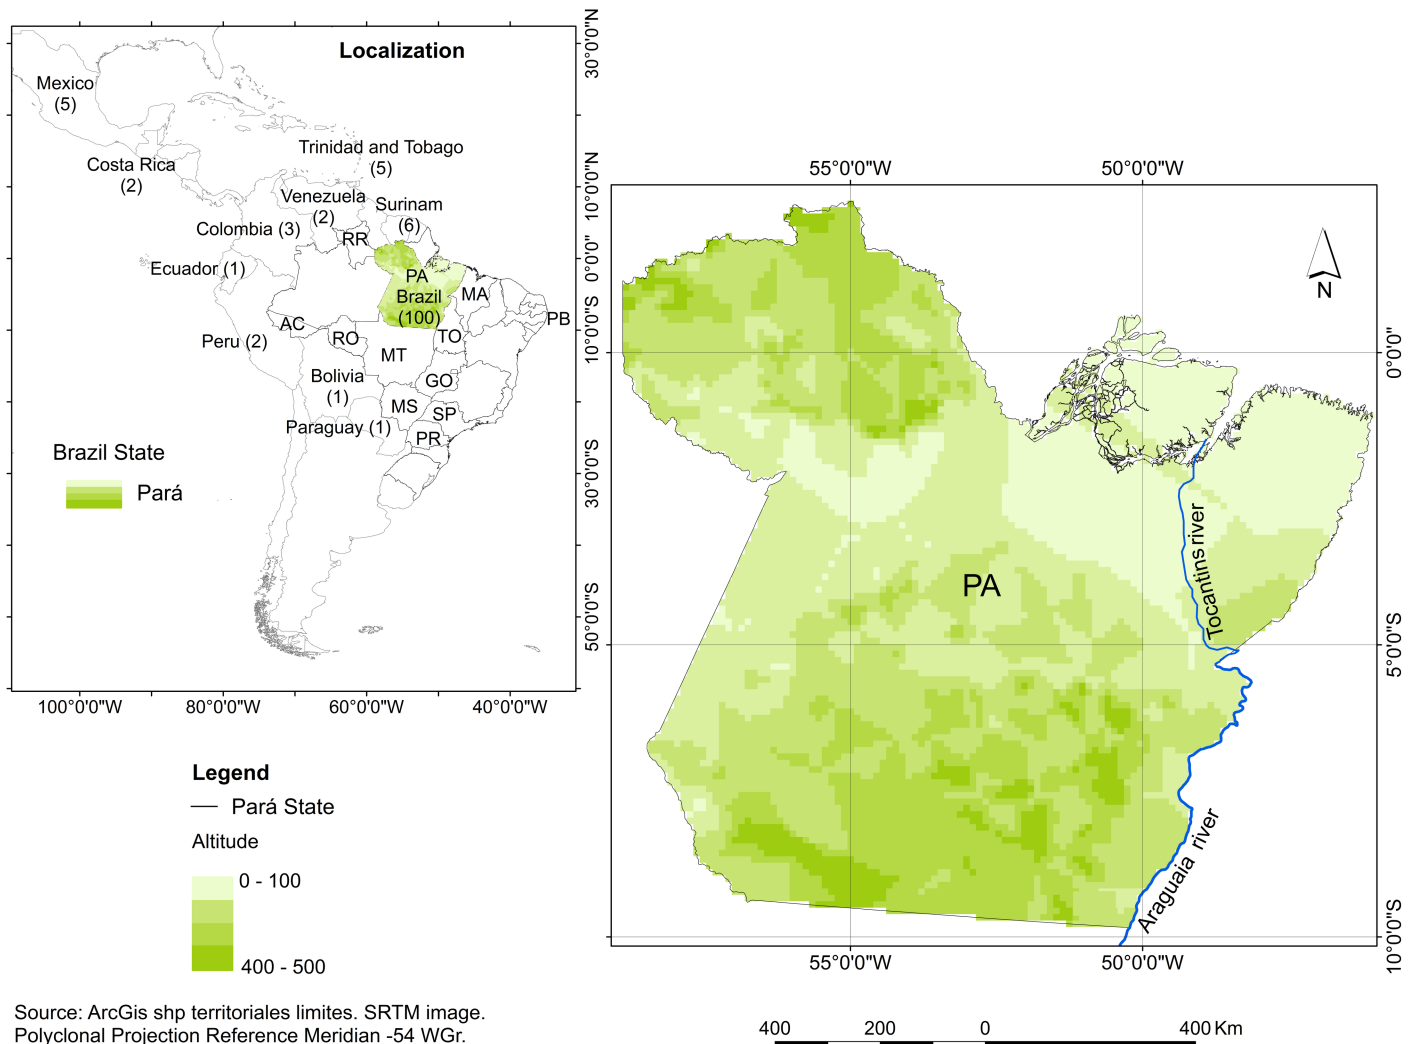 Localization
Mexico
(5)
Costa Rica
(2)
Trinidad and Tobago
(5)
Venezuela
(2)
Surinam
(6)
Colombia (3)
RR
Ecuador (1)
PA
Brazil
(100)
MA
PB
AC
RO
TO
Peru (2)
MT
Bolivia
(1)
GO
MS
SP
Paraguay (1)
PR
Brazil State
Pará
30°0'0"N
10°0'0"N
0°0'0"
10°0'0"S
30°0'0"S
50°0'0"S
100°0'0"W
80°0'0"W
60°0'0"W
40°0'0"W
Legend
Pará State
Altitude
0 - 100
400 - 500
Source: ArcGis shp territoriales limites. SRTM image.
Polyclonal Projection Reference Meridian -54 WGr.
55°0'0"W
50°0'0"W
N
0°0'0"
PA
Tocantins river
5
5°0'0"S
Araguaia river
10°0'0"S
55°0'0"W
50°0'0"W
400
200
0
400 Km